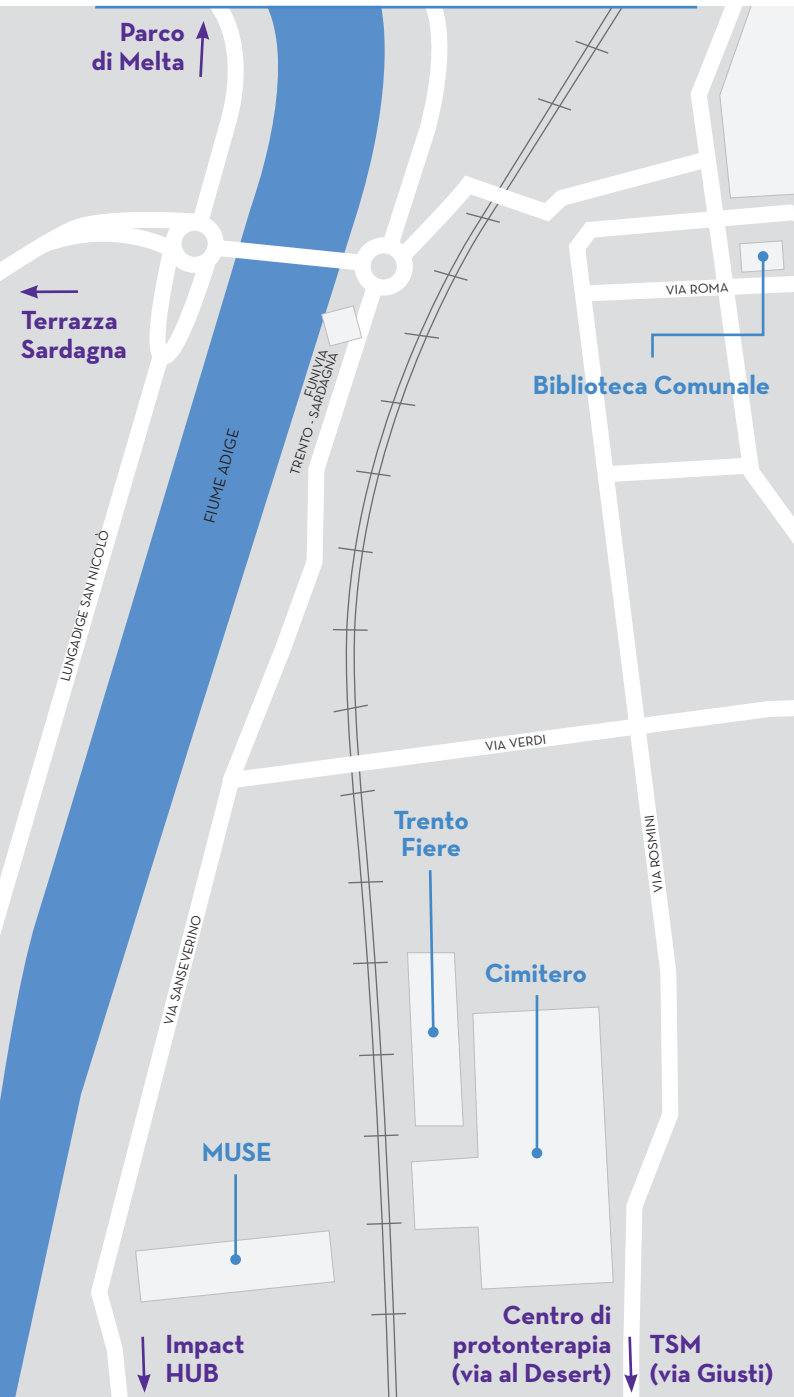 Parco
di Melta
Terrazza
Sardagna
VIA ROMA
Biblioteca Comunale
FUNIVIA
TRENTO - SARDAGNA
FIUME ADIGE
LUNGADIGE SAN NICOLÒ
VIA VERDI
Trento
Fiere
VIA ROSMINI
VIA SANSEVERINO
Cimitero
MUSE
Impact
HUB
Centro di
protonterapia
(via al Desert)
TSM
(via Giusti)